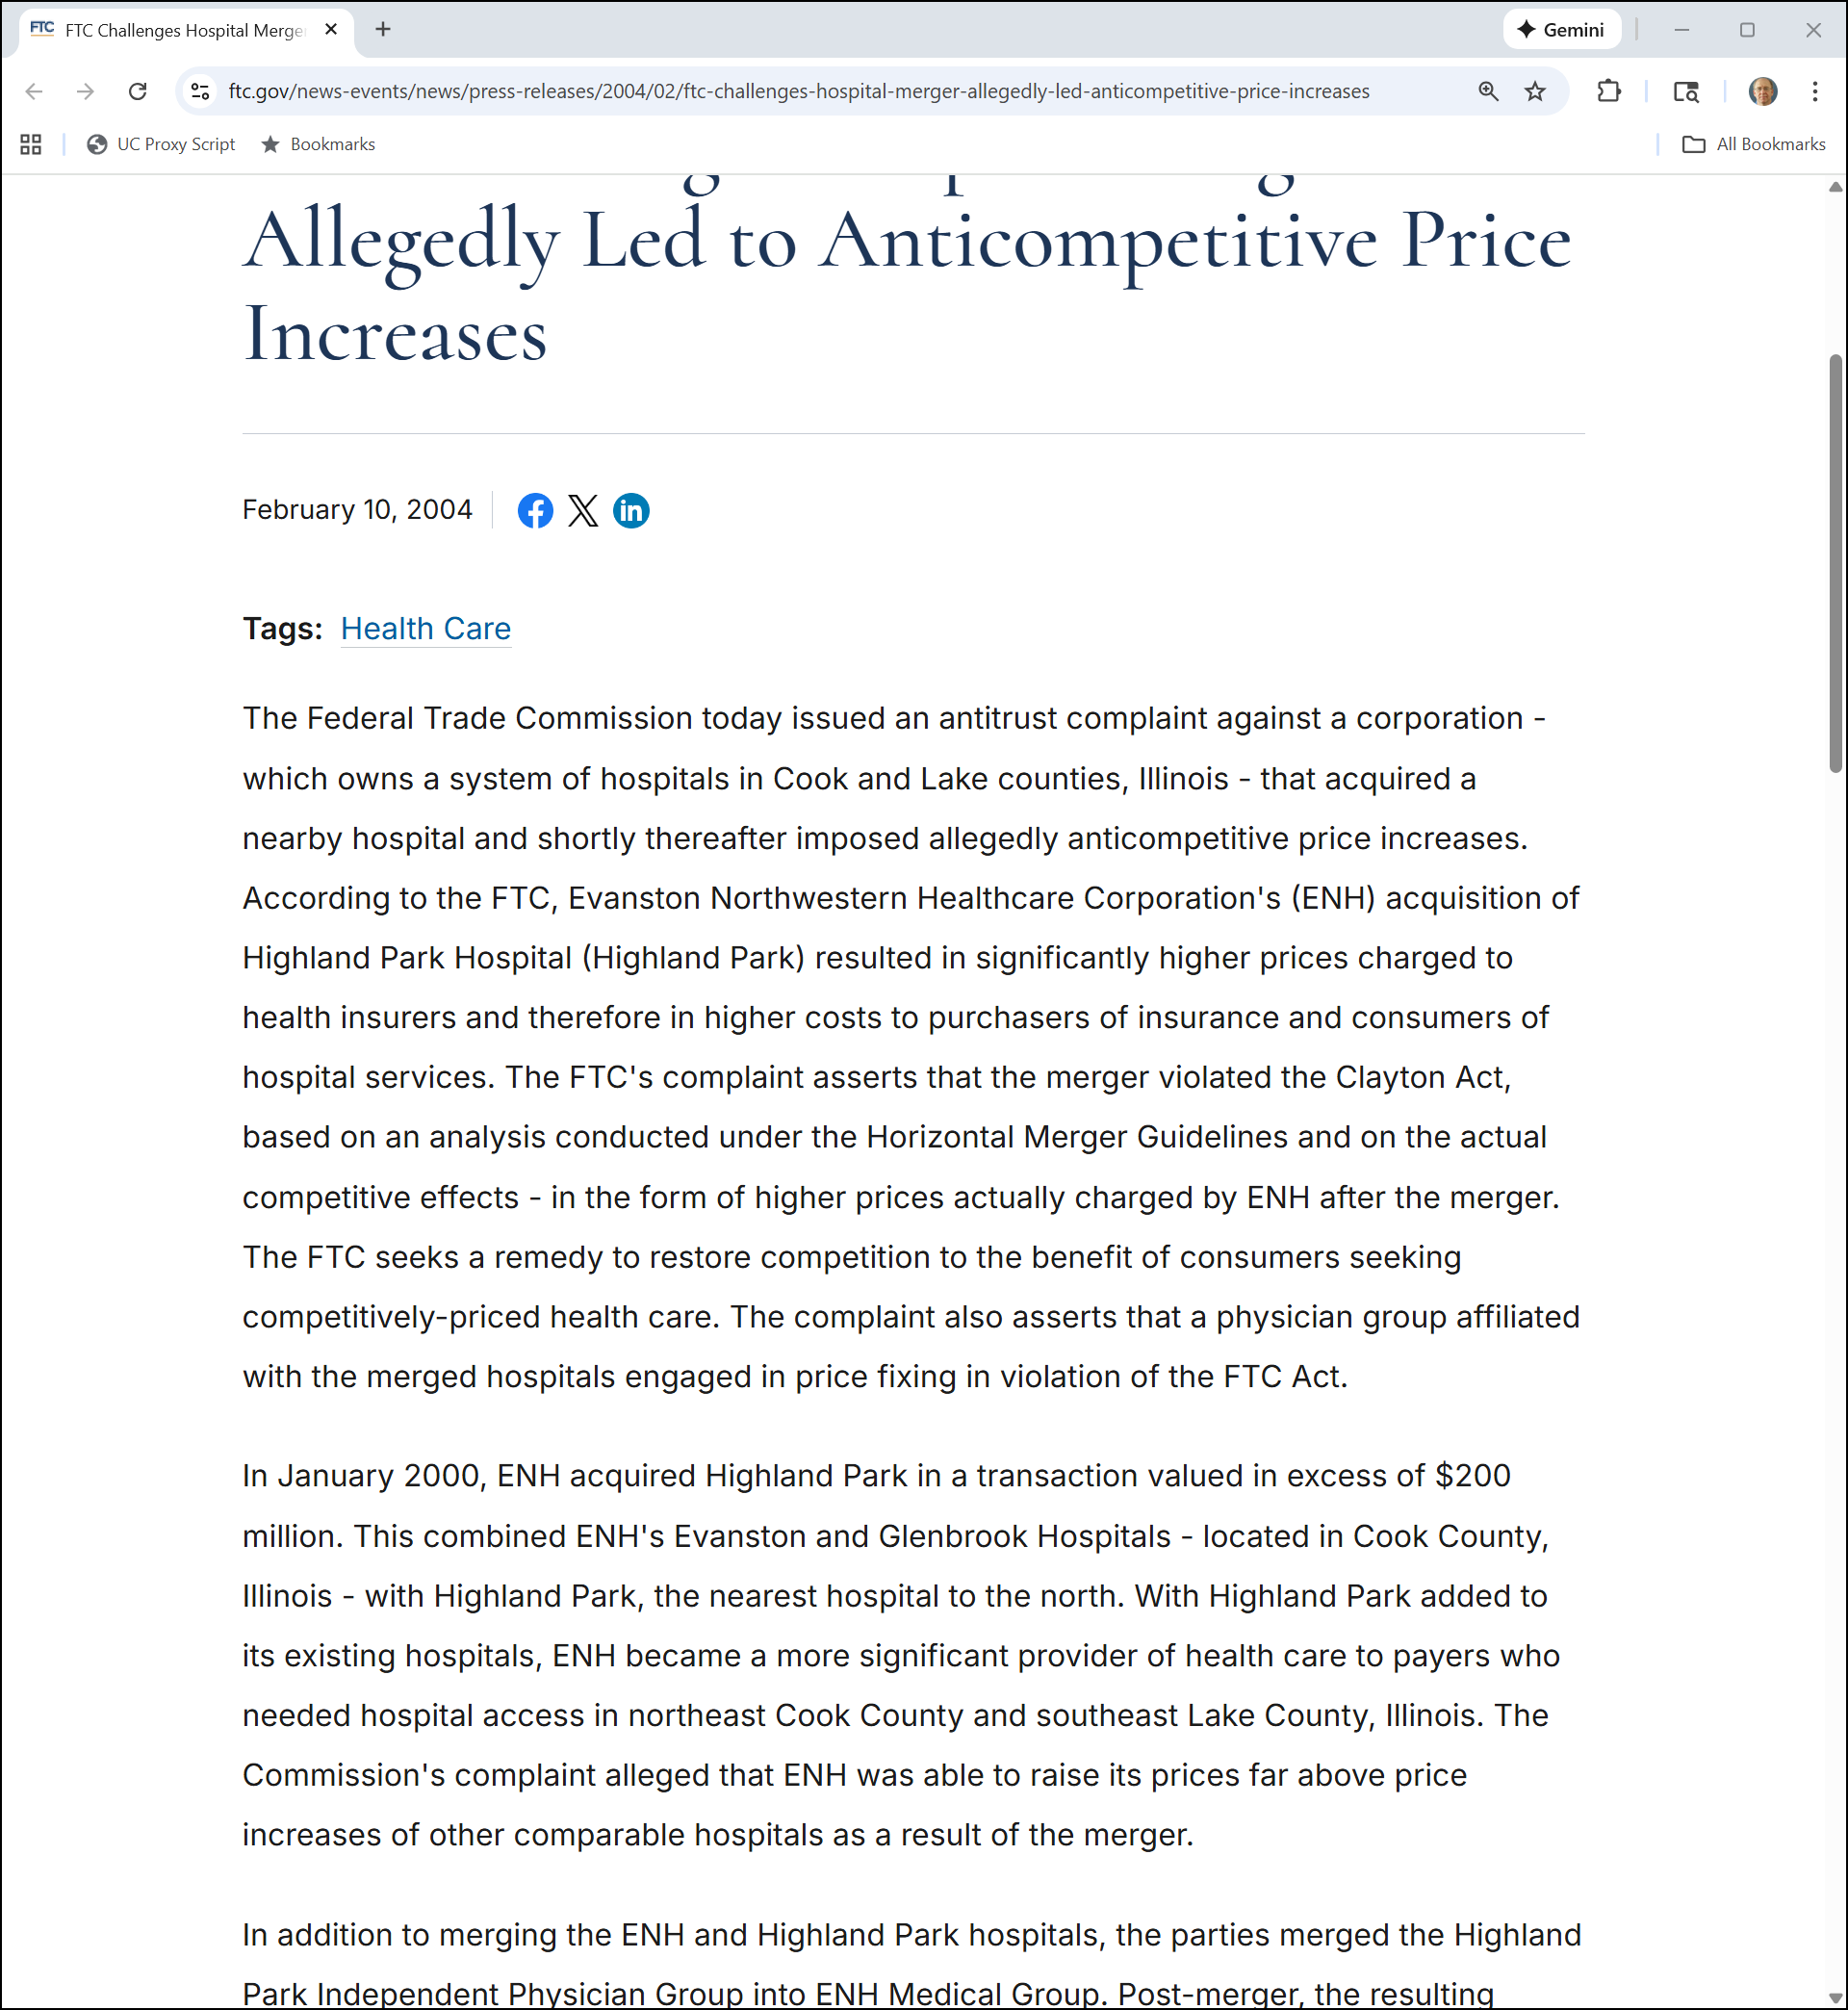 FTC FTC Challenges Hospital Merge
Gemini
ftc.gov/news-events/news/press-releases/2004/02/ftc-challenges-hospital-merger-allegedly-led-anticompetitive-price-increases
UC Proxy Script
Bookmarks
All Bookmarks
Allegedly Led to Anticompetitive Price
Increases
February 10, 2004
Tags: Health Care
The Federal Trade Commission today issued an antitrust complaint against a corporation -
which owns a system of hospitals in Cook and Lake counties, Illinois - that acquired a
nearby hospital and shortly thereafter imposed allegedly anticompetitive price increases.
According to the FTC, Evanston Northwestern Healthcare Corporation's (ENH) acquisition of
Highland Park Hospital (Highland Park) resulted in significantly higher prices charged to
health insurers and therefore in higher costs to purchasers of insurance and consumers of
hospital services. The FTC's complaint asserts that the merger violated the Clayton Act,
based on an analysis conducted under the Horizontal Merger Guidelines and on the actual
competitive effects - in the form of higher prices actually charged by ENH after the merger.
The FTC seeks a remedy to restore competition to the benefit of consumers seeking
competitively-priced health care. The complaint also asserts that a physician group affiliated
with the merged hospitals engaged in price fixing in violation of the FTC Act.
In January 2000, ENH acquired Highland Park in a transaction valued in excess of $200
million. This combined ENH's Evanston and Glenbrook Hospitals - located in Cook County,
Illinois - with Highland Park, the nearest hospital to the north. With Highland Park added to
its existing hospitals, ENH became a more significant provider of health care to payers who
needed hospital access in northeast Cook County and southeast Lake County, Illinois. The
Commission's complaint alleged that ENH was able to raise its prices far above price
increases of other comparable hospitals as a result of the merger.
In addition to merging the ENH and Highland Park hospitals, the parties merged the Highland
Park Independent Physician Group into ENH Medical Group. Post-merger, the resulting